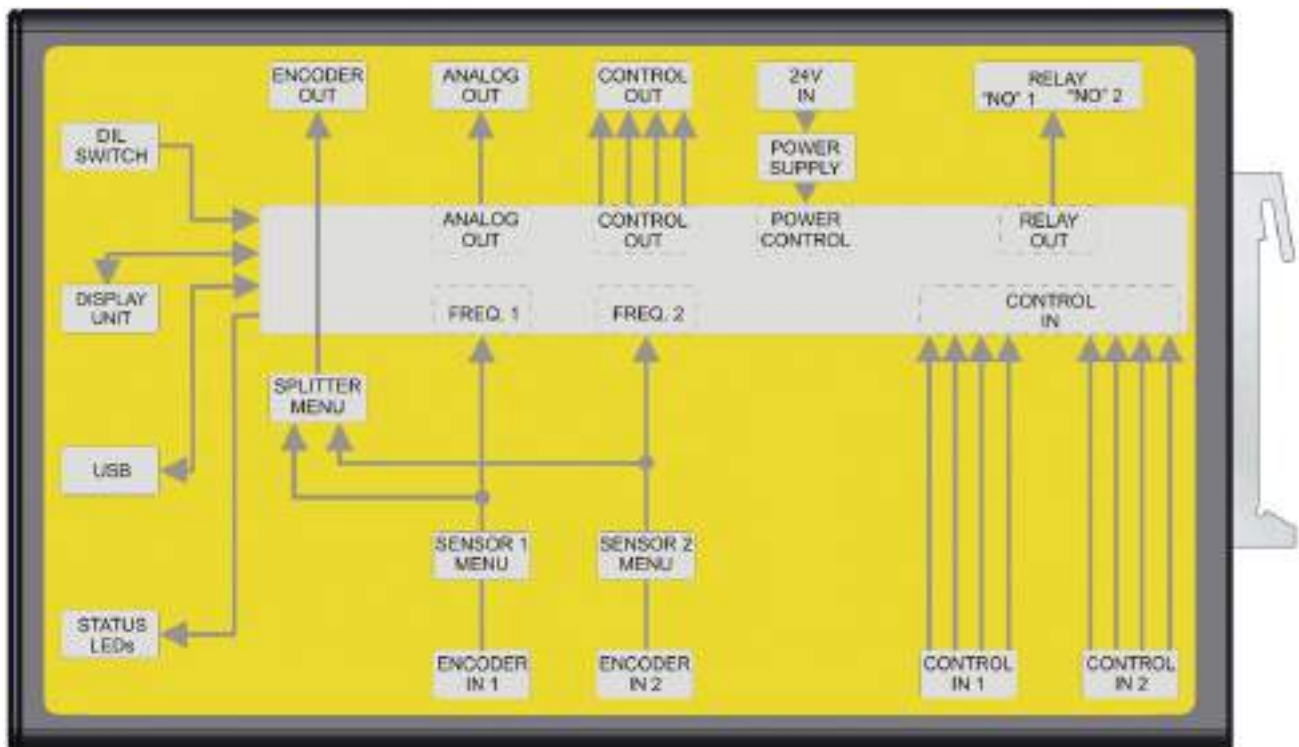 ENCODER
OUT
ANALOG
OUT
CONTROL
OUT
24V
IN
RELAY
"NO" 1 "NO" 2
DIL
SWITCH
POWER
SUPPLY
ANALOG
OUT
CONTROL
OUT
POWER
CONTROL
RELAY
OUT
DISPLAY
UNIT
FREQ. 1
FREQ. 2
CONTROL
IN
SPLITTER
MENU
USB
SENSOR 1
MENU
SENSOR 2
MENU
STATUS
LEDs
ENCODER
IN 1
ENCODER
IN 2
CONTROL
IN 1
CONTROL
IN 2